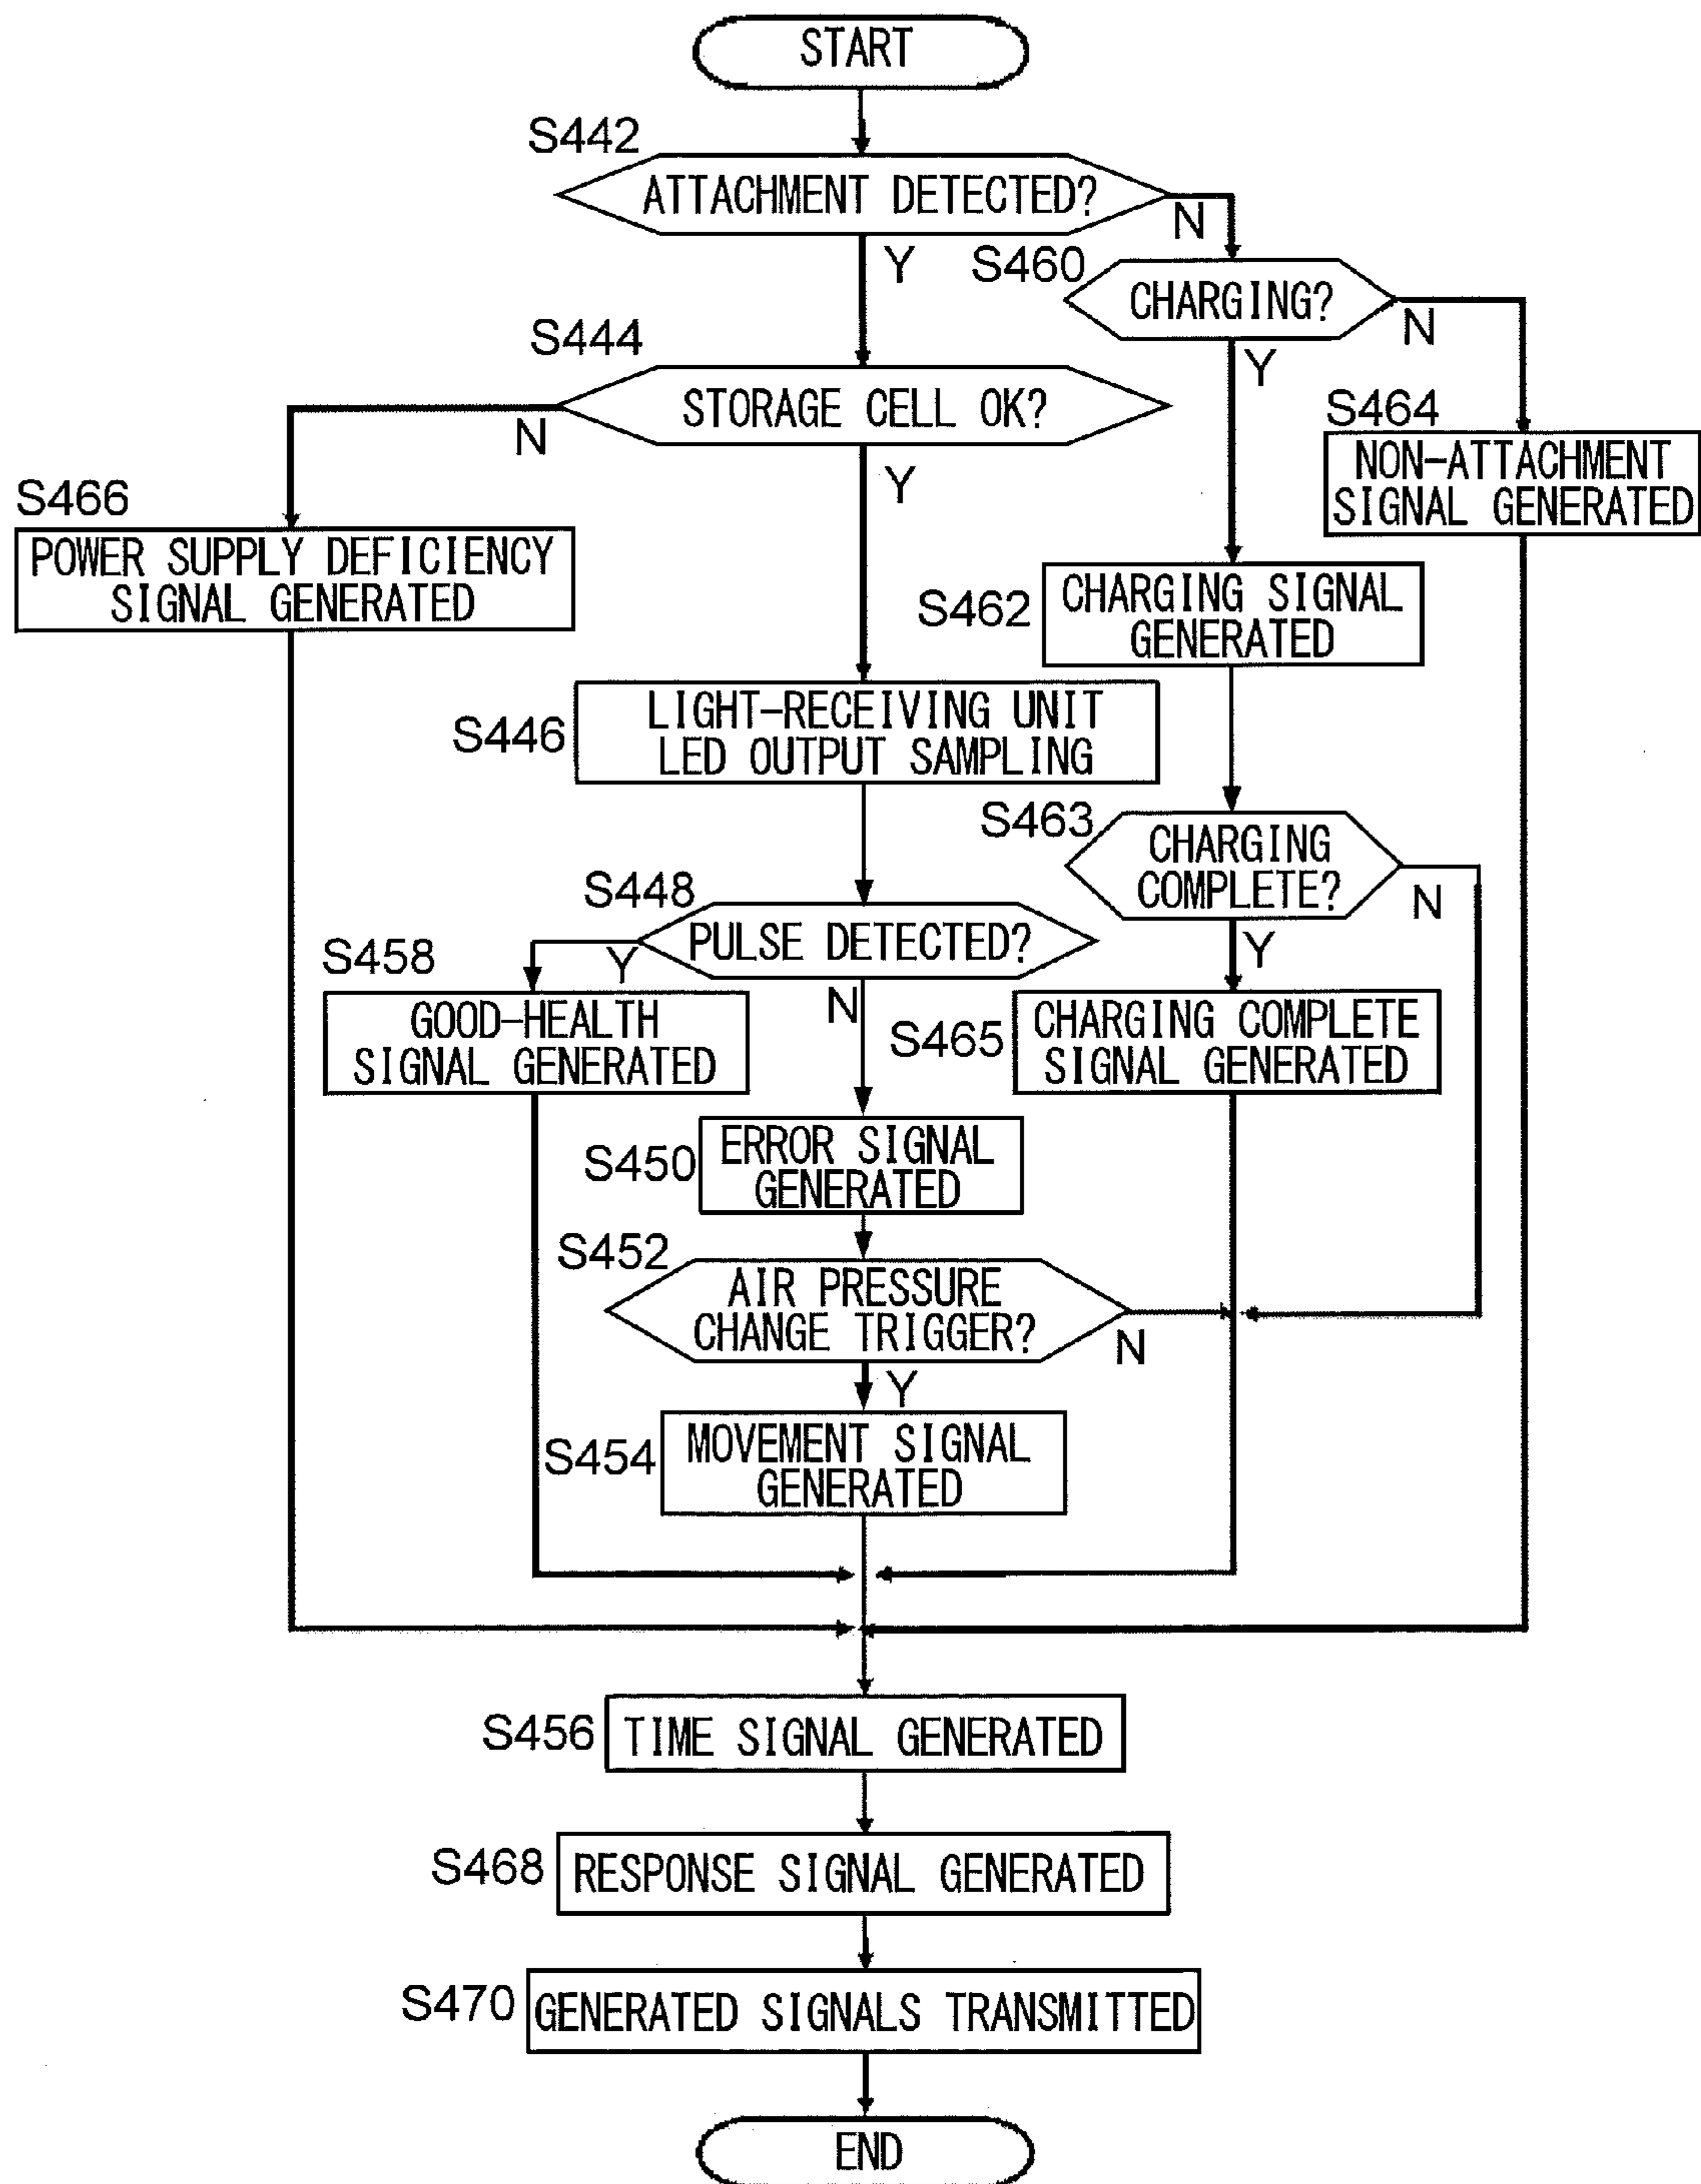 START
S442
ATTACHMENT DETECTED?
N
Y
S460
CHARGING?
N
Y
S444
STORAGE CELL OK?
N
Y
S464
NON-ATTACHMENT
SIGNAL GENERATED
S466
POWER SUPPLY DEFICIENCY
SIGNAL GENERATED
S462
CHARGING SIGNAL
GENERATED
S446
LIGHT-RECEIVING UNIT
LED OUTPUT SAMPLING
S463
CHARGING
COMPLETE?
N
Y
S448
PULSE DETECTED?
Y
N
S458
GOOD-HEALTH
SIGNAL GENERATED
S465
CHARGING COMPLETE
SIGNAL GENERATED
S450
ERROR SIGNAL
GENERATED
S452
AIR PRESSURE
CHANGE TRIGGER?
N
Y
S454
MOVEMENT SIGNAL
GENERATED
S456
TIME SIGNAL GENERATED
S468
RESPONSE SIGNAL GENERATED
S470
GENERATED SIGNALS TRANSMITTED
END